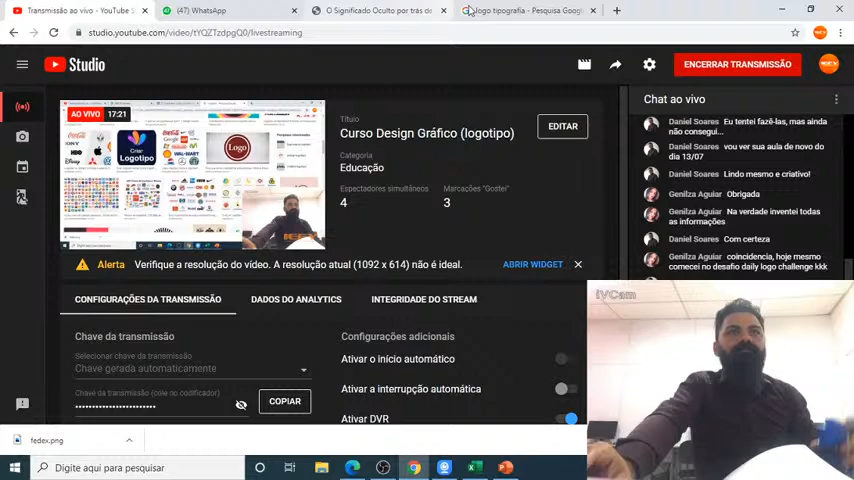 Transmissão ao vivo - YouTube S
(47) WhatsApp
O Significado Oculto por trás de
logo tipografia - Pesquisa Googl
studio.youtube.com/video/tYQZTzdpgQ0/livestreaming
Studio
ENCERRAR TRANSMISSÃO
AO VIVO 17:21
Criar
Logotipo
Logo
Título
Curso Design Gráfico (logotipo)
EDITAR
Categoria
Educação
Espectadores simultâneos
Marcações "Gostei"
4
3
Alerta
Verifique a resolução do vídeo. A resolução atual (1092 x 614) não é ideal.
ABRIR WIDGET
CONFIGURAÇÕES DA TRANSMISSÃO
DADOS DO ANALYTICS
INTEGRIDADE DO STREAM
Chave da transmissão
Selecionar chave da transmissão
Chave gerada automaticamente
Chave da transmissão (cole no codificador)
COPIAR
Configurações adicionais
Ativar o início automático
Ativar a interrupção automática
Ativar DVR
Chat ao vivo
Daniel Soares Eu tentei fazê-las, mas ainda
não consegui...
Daniel Soares vou ver sua aula de novo do
dia 13/07
Daniel Soares Lindo mesmo e criativo!
Genilza Aguiar Obrigada
Genilza Aguiar Na verdade inventei todas
as informações
Daniel Soares Com certeza
Genilza Aguiar coincidencia, hoje mesmo
comecei no desafio daily logo challenge kkk
fedex.png
Digite aqui para pesquisar